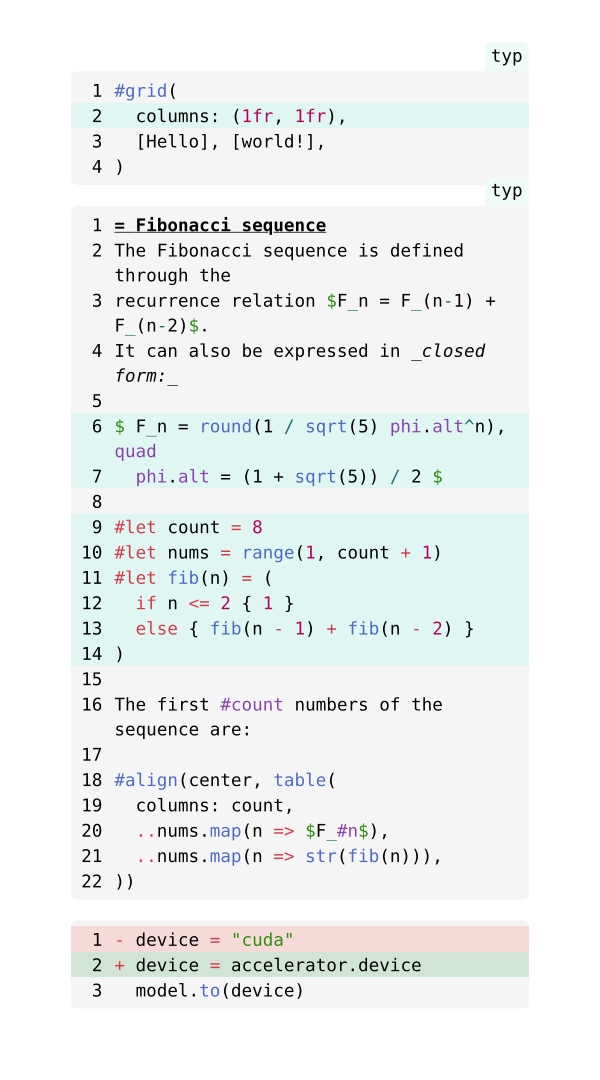 typ
1 #grid(
2   columns: (1fr, 1fr),
3   [Hello], [world!],
4 )
typ
1 = Fibonacci sequence
2 The Fibonacci sequence is defined
through the
3 recurrence relation $F_n = F_(n-1) +
F_(n-2)$.
4 It can also be expressed in _closed
form:_
5
6 $ F_n = round(1 / sqrt(5) phi.alt^n),
quad
7   phi.alt = (1 + sqrt(5)) / 2 $
8
9 #let count = 8
10 #let nums = range(1, count + 1)
11 #let fib(n) = (
12   if n <= 2 { 1 }
13   else { fib(n - 1) + fib(n - 2) }
14 )
15
16 The first #count numbers of the
sequence are:
17
18 #align(center, table(
19   columns: count,
20   ..nums.map(n => $F_#n$),
21   ..nums.map(n => str(fib(n))),
22 ))
1 - device = "cuda"
2 + device = accelerator.device
3   model.to(device)